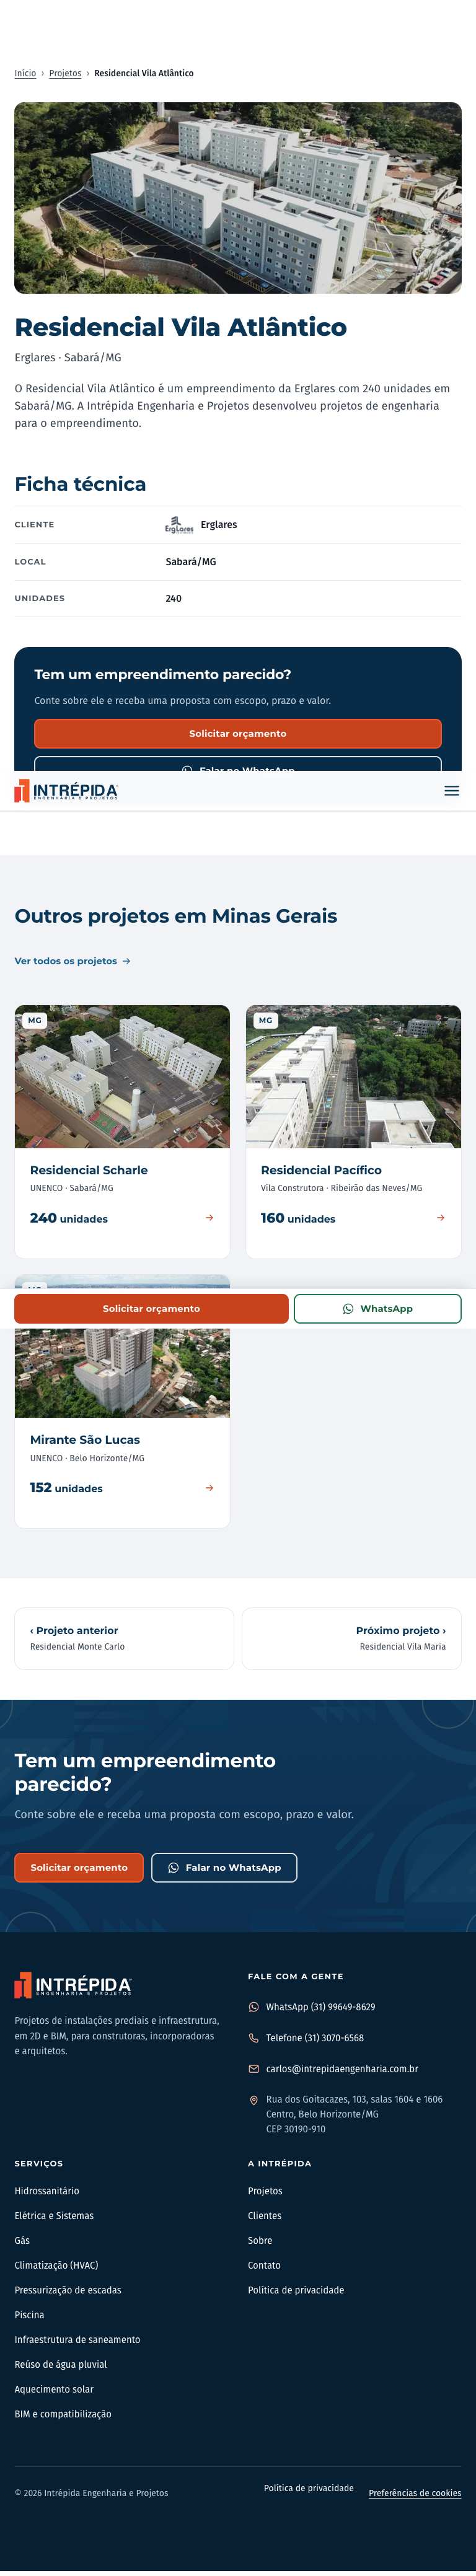 Início › Projetos › Residencial Vila Atlântico
Residencial Vila Atlântico
Erglares · Sabará/MG
O Residencial Vila Atlântico é um empreendimento da Erglares com 240 unidades em
Sabará/MG. A Intrépida Engenharia e Projetos desenvolveu projetos de engenharia
para o empreendimento.
Ficha técnica
CLIENTE ErgLares Erglares
LOCAL Sabará/MG
UNIDADES 240
Tem um empreendimento parecido?
Conte sobre ele e receba uma proposta com escopo, prazo e valor.
Solicitar orçamento
Falar no WhatsApp
INTRÉPIDA
ENGENHARIA E PROJETOS
Outros projetos em Minas Gerais
Ver todos os projetos →
MG
MG
Residencial Scharle
UNENCO · Sabará/MG
240 unidades →
Residencial Pacífico
Vila Construtora · Ribeirão das Neves/MG
160 unidades →
MG
Solicitar orçamento
WhatsApp
Mirante São Lucas
UNENCO · Belo Horizonte/MG
152 unidades →
‹ Projeto anterior
Residencial Monte Carlo
Próximo projeto ›
Residencial Vila Maria
Tem um empreendimento
parecido?
Conte sobre ele e receba uma proposta com escopo, prazo e valor.
Solicitar orçamento
Falar no WhatsApp
INTRÉPIDA
ENGENHARIA E PROJETOS
Projetos de instalações prediais e infraestrutura,
em 2D e BIM, para construtoras, incorporadoras
e arquitetos.
FALE COM A GENTE
WhatsApp (31) 99649-8629
Telefone (31) 3070-6568
carlos@intrepidaengenharia.com.br
Rua dos Goitacazes, 103, salas 1604 e 1606
Centro, Belo Horizonte/MG
CEP 30190-910
SERVIÇOS
Hidrossanitário
Elétrica e Sistemas
Gás
Climatização (HVAC)
Pressurização de escadas
Piscina
Infraestrutura de saneamento
Reúso de água pluvial
Aquecimento solar
BIM e compatibilização
A INTRÉPIDA
Projetos
Clientes
Sobre
Contato
Política de privacidade
© 2026 Intrépida Engenharia e Projetos
Política de privacidade
Preferências de cookies